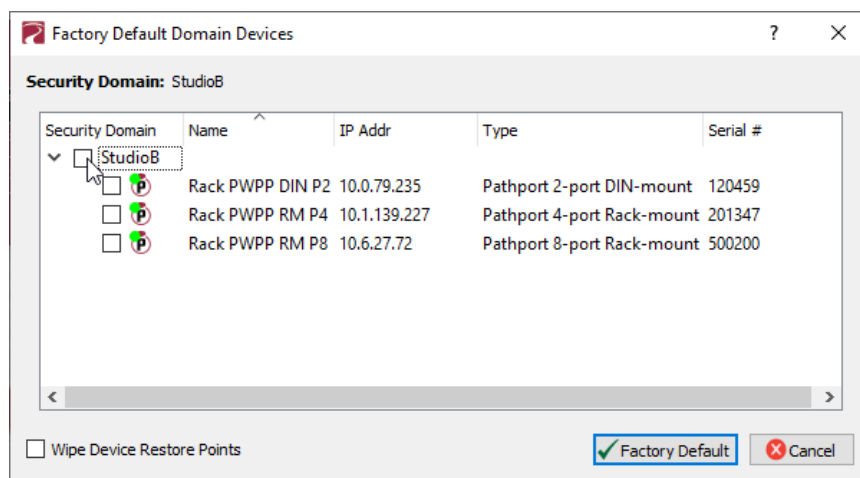 Factory Default Domain Devices ?
Security Domain: StudioB
Security Domain Name IP Addr Type Serial #
StudioB
P Rack PWPP DIN P2 10.0.79.235 Pathport 2-port DIN-mount 120459
P Rack PWPP RM P4 10.1.139.227 Pathport 4-port Rack-mount 201347
P Rack PWPP RM P8 10.6.27.72 Pathport 8-port Rack-mount 500200
Wipe Device Restore Points Factory Default Cancel